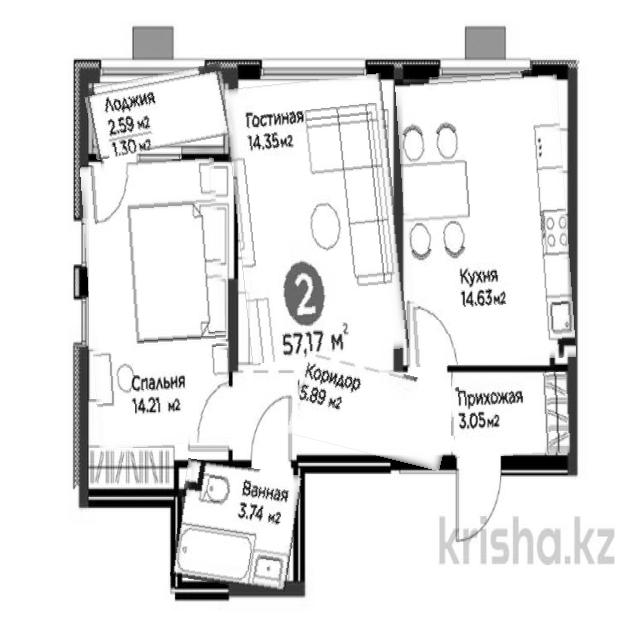 Лоджия
2.59 м2
1.30 м2
Гостиная
14.35 м2
Кухня
14.63 м2
2
57,17 м2
Спальня
14.21 м2
Коридор
5.89 м2
Прихожая
3.05 м2
Ванная
3.74 м2
krisha.kz